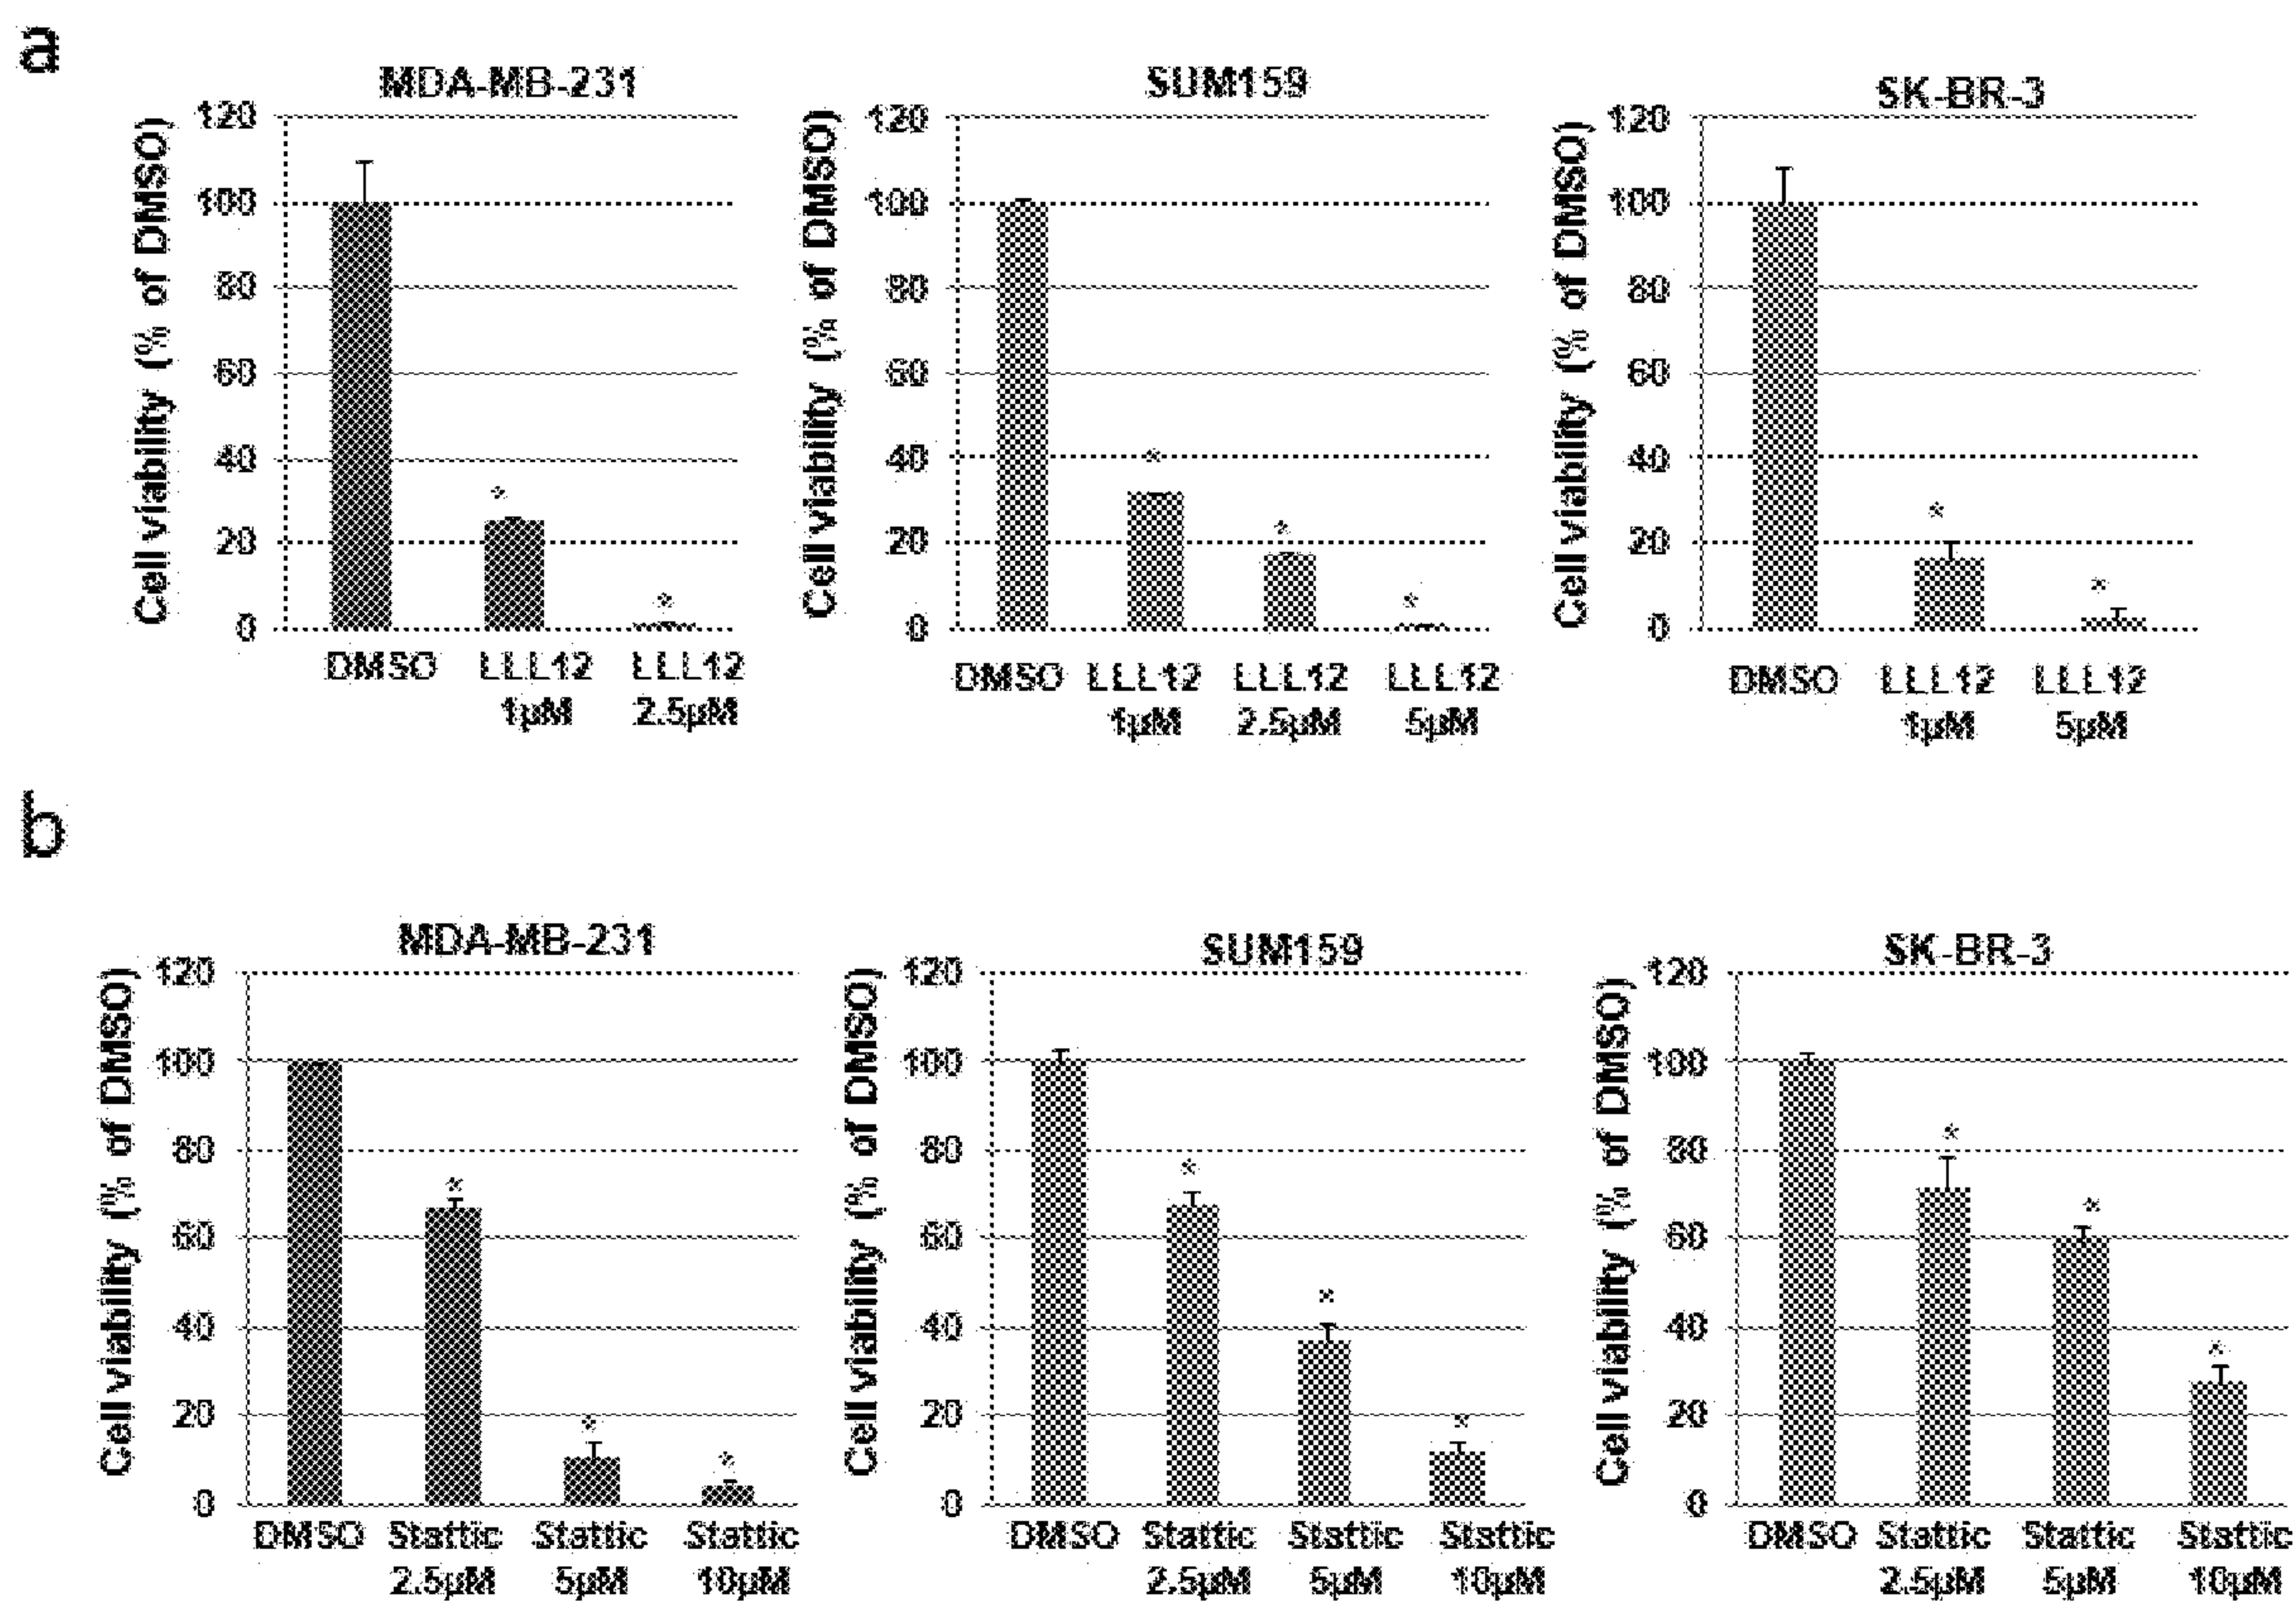 a
MDA-MB-231
Cell viability (% of DMSO)
120
100
80
60
40
20
0
*
*
DMSO LLL12 LLL12
1µM 2.5µM
SUM159
Cell viability (% of DMSO)
120
100
80
60
40
20
0
*
*
*
DMSO LLL12 LLL12 LLL12
1µM 2.5µM 5µM
SK-BR-3
Cell viability (% of DMSO)
120
100
80
60
40
20
0
*
*
DMSO LLL12 LLL12
1µM 5µM
b
MDA-MB-231
Cell viability (% of DMSO)
120
100
80
60
40
20
0
*
*
*
DMSO Stattic Stattic Stattic
2.5µM 5µM 10µM
SUM159
Cell viability (% of DMSO)
120
100
80
60
40
20
0
*
*
*
DMSO Stattic Stattic Stattic
2.5µM 5µM 10µM
SK-BR-3
Cell viability (% of DMSO)
120
100
80
60
40
20
0
*
*
*
DMSO Stattic Stattic Stattic
2.5µM 5µM 10µM